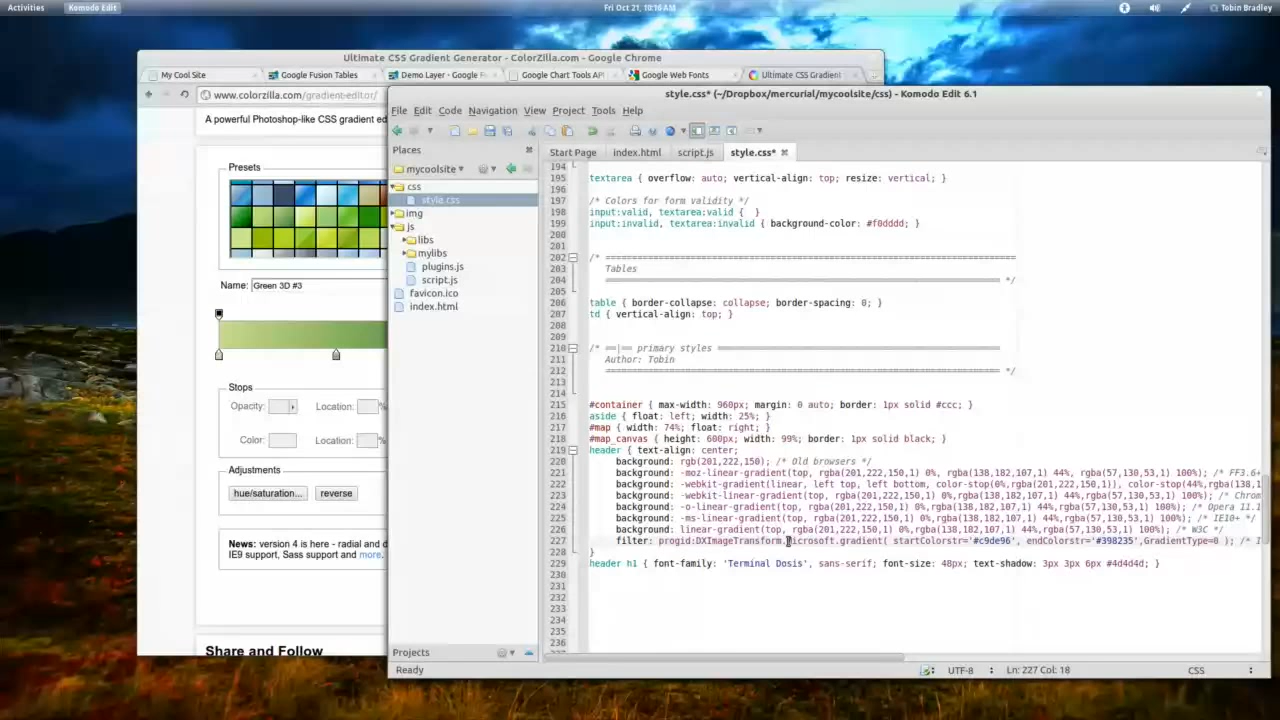 Activities Komodo Edit Fri Oct 21, 10:16 AM Tobin Bradley
Ultimate CSS Gradient Generator - ColorZilla.com - Google Chrome
My Cool Site Google Fusion Tables Demo Layer - Google F Google Chart Tools API Google Web Fonts Ultimate CSS Gradient
www.colorzilla.com/gradient-editor/
A powerful Photoshop-like CSS gradient ed
Presets
Name: Green 3D #3
Stops
Opacity: Location: %
Color: Location: %
Adjustments
hue/saturation... reverse
News: version 4 is here - radial and d
IE9 support, Sass support and more.
Share and Follow
style.css* (~/Dropbox/mercurial/mycoolsite/css) - Komodo Edit 6.1
File Edit Code Navigation View Project Tools Help
Places
mycoolsite
css
style.css
img
js
libs
mylibs
plugins.js
script.js
favicon.ico
index.html
Projects
Start Page index.html script.js style.css*
194
195 textarea { overflow: auto; vertical-align: top; resize: vertical; }
196
197 /* Colors for form validity */
198 input:valid, textarea:valid { }
199 input:invalid, textarea:invalid { background-color: #f0dddd; }
200
201
202 /* =============================================================================
203 Tables
204 ========================================================================== */
205
206 table { border-collapse: collapse; border-spacing: 0; }
207 td { vertical-align: top; }
208
209
210 /* ==|== primary styles =====================================================
211 Author: Tobin
212 ========================================================================== */
213
214
215 #container { max-width: 960px; margin: 0 auto; border: 1px solid #ccc; }
216 aside { float: left; width: 25%; }
217 #map { width: 74%; float: right; }
218 #map_canvas { height: 600px; width: 99%; border: 1px solid black; }
219 header { text-align: center;
220 background: rgb(201,222,150); /* Old browsers */
221 background: -moz-linear-gradient(top, rgba(201,222,150,1) 0%, rgba(138,182,107,1) 44%, rgba(57,130,53,1) 100%); /* FF3.6+
222 background: -webkit-gradient(linear, left top, left bottom, color-stop(0%,rgba(201,222,150,1)), color-stop(44%,rgba(138,1
223 background: -webkit-linear-gradient(top, rgba(201,222,150,1) 0%,rgba(138,182,107,1) 44%,rgba(57,130,53,1) 100%); /* Chrom
224 background: -o-linear-gradient(top, rgba(201,222,150,1) 0%,rgba(138,182,107,1) 44%,rgba(57,130,53,1) 100%); /* Opera 11.1
225 background: -ms-linear-gradient(top, rgba(201,222,150,1) 0%,rgba(138,182,107,1) 44%,rgba(57,130,53,1) 100%); /* IE10+ */
226 background: linear-gradient(top, rgba(201,222,150,1) 0%,rgba(138,182,107,1) 44%,rgba(57,130,53,1) 100%); /* W3C */
227 filter: progid:DXImageTransform.Microsoft.gradient( startColorstr='#c9de96', endColorstr='#398235',GradientType=0 ); /* I
228 }
229 header h1 { font-family: 'Terminal Dosis', sans-serif; font-size: 48px; text-shadow: 3px 3px 6px #4d4d4d; }
230
231
232
233
234
235
236
Ready UTF-8 Ln: 227 Col: 18 CSS